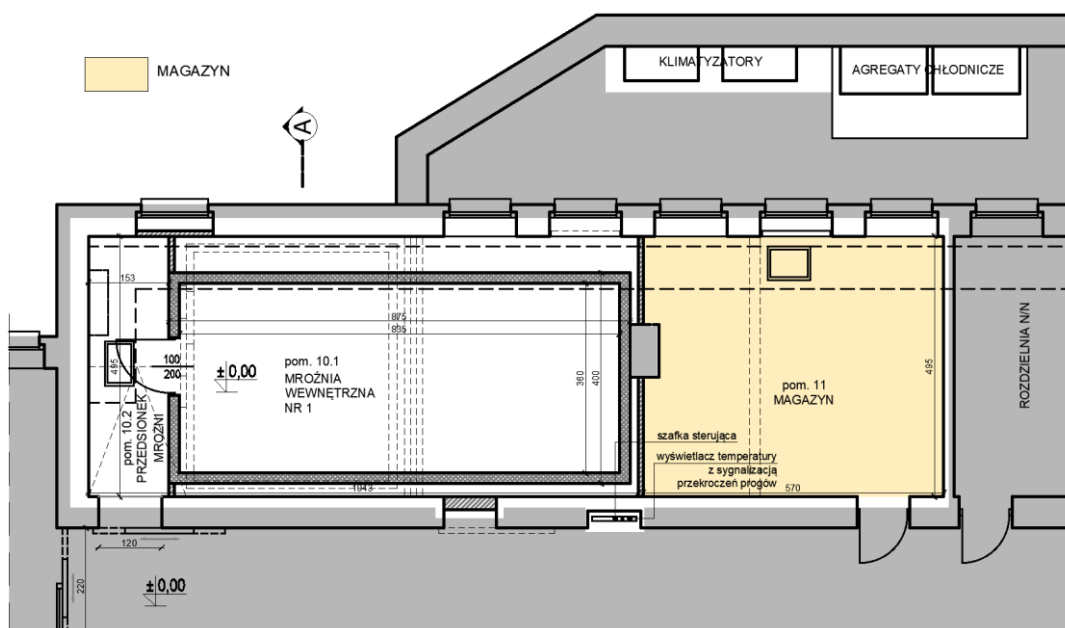 MAGAZYN
KLIMATYZATORY
AGREGATY CHŁODNICZE
A
153
875
835
495
100
200
± 0,00
pom. 10.1
MROŹNIA
WEWNĘTRZNA
NR 1
360
400
pom. 10.2
PRZEDSIONEK
MROŹNI
pom. 11
MAGAZYN
495
ROZDZIELNIA N/N
szafka sterująca
wyświetlacz temperatury
z sygnalizacją
przekroczeń progów
1043
570
120
220
± 0,00